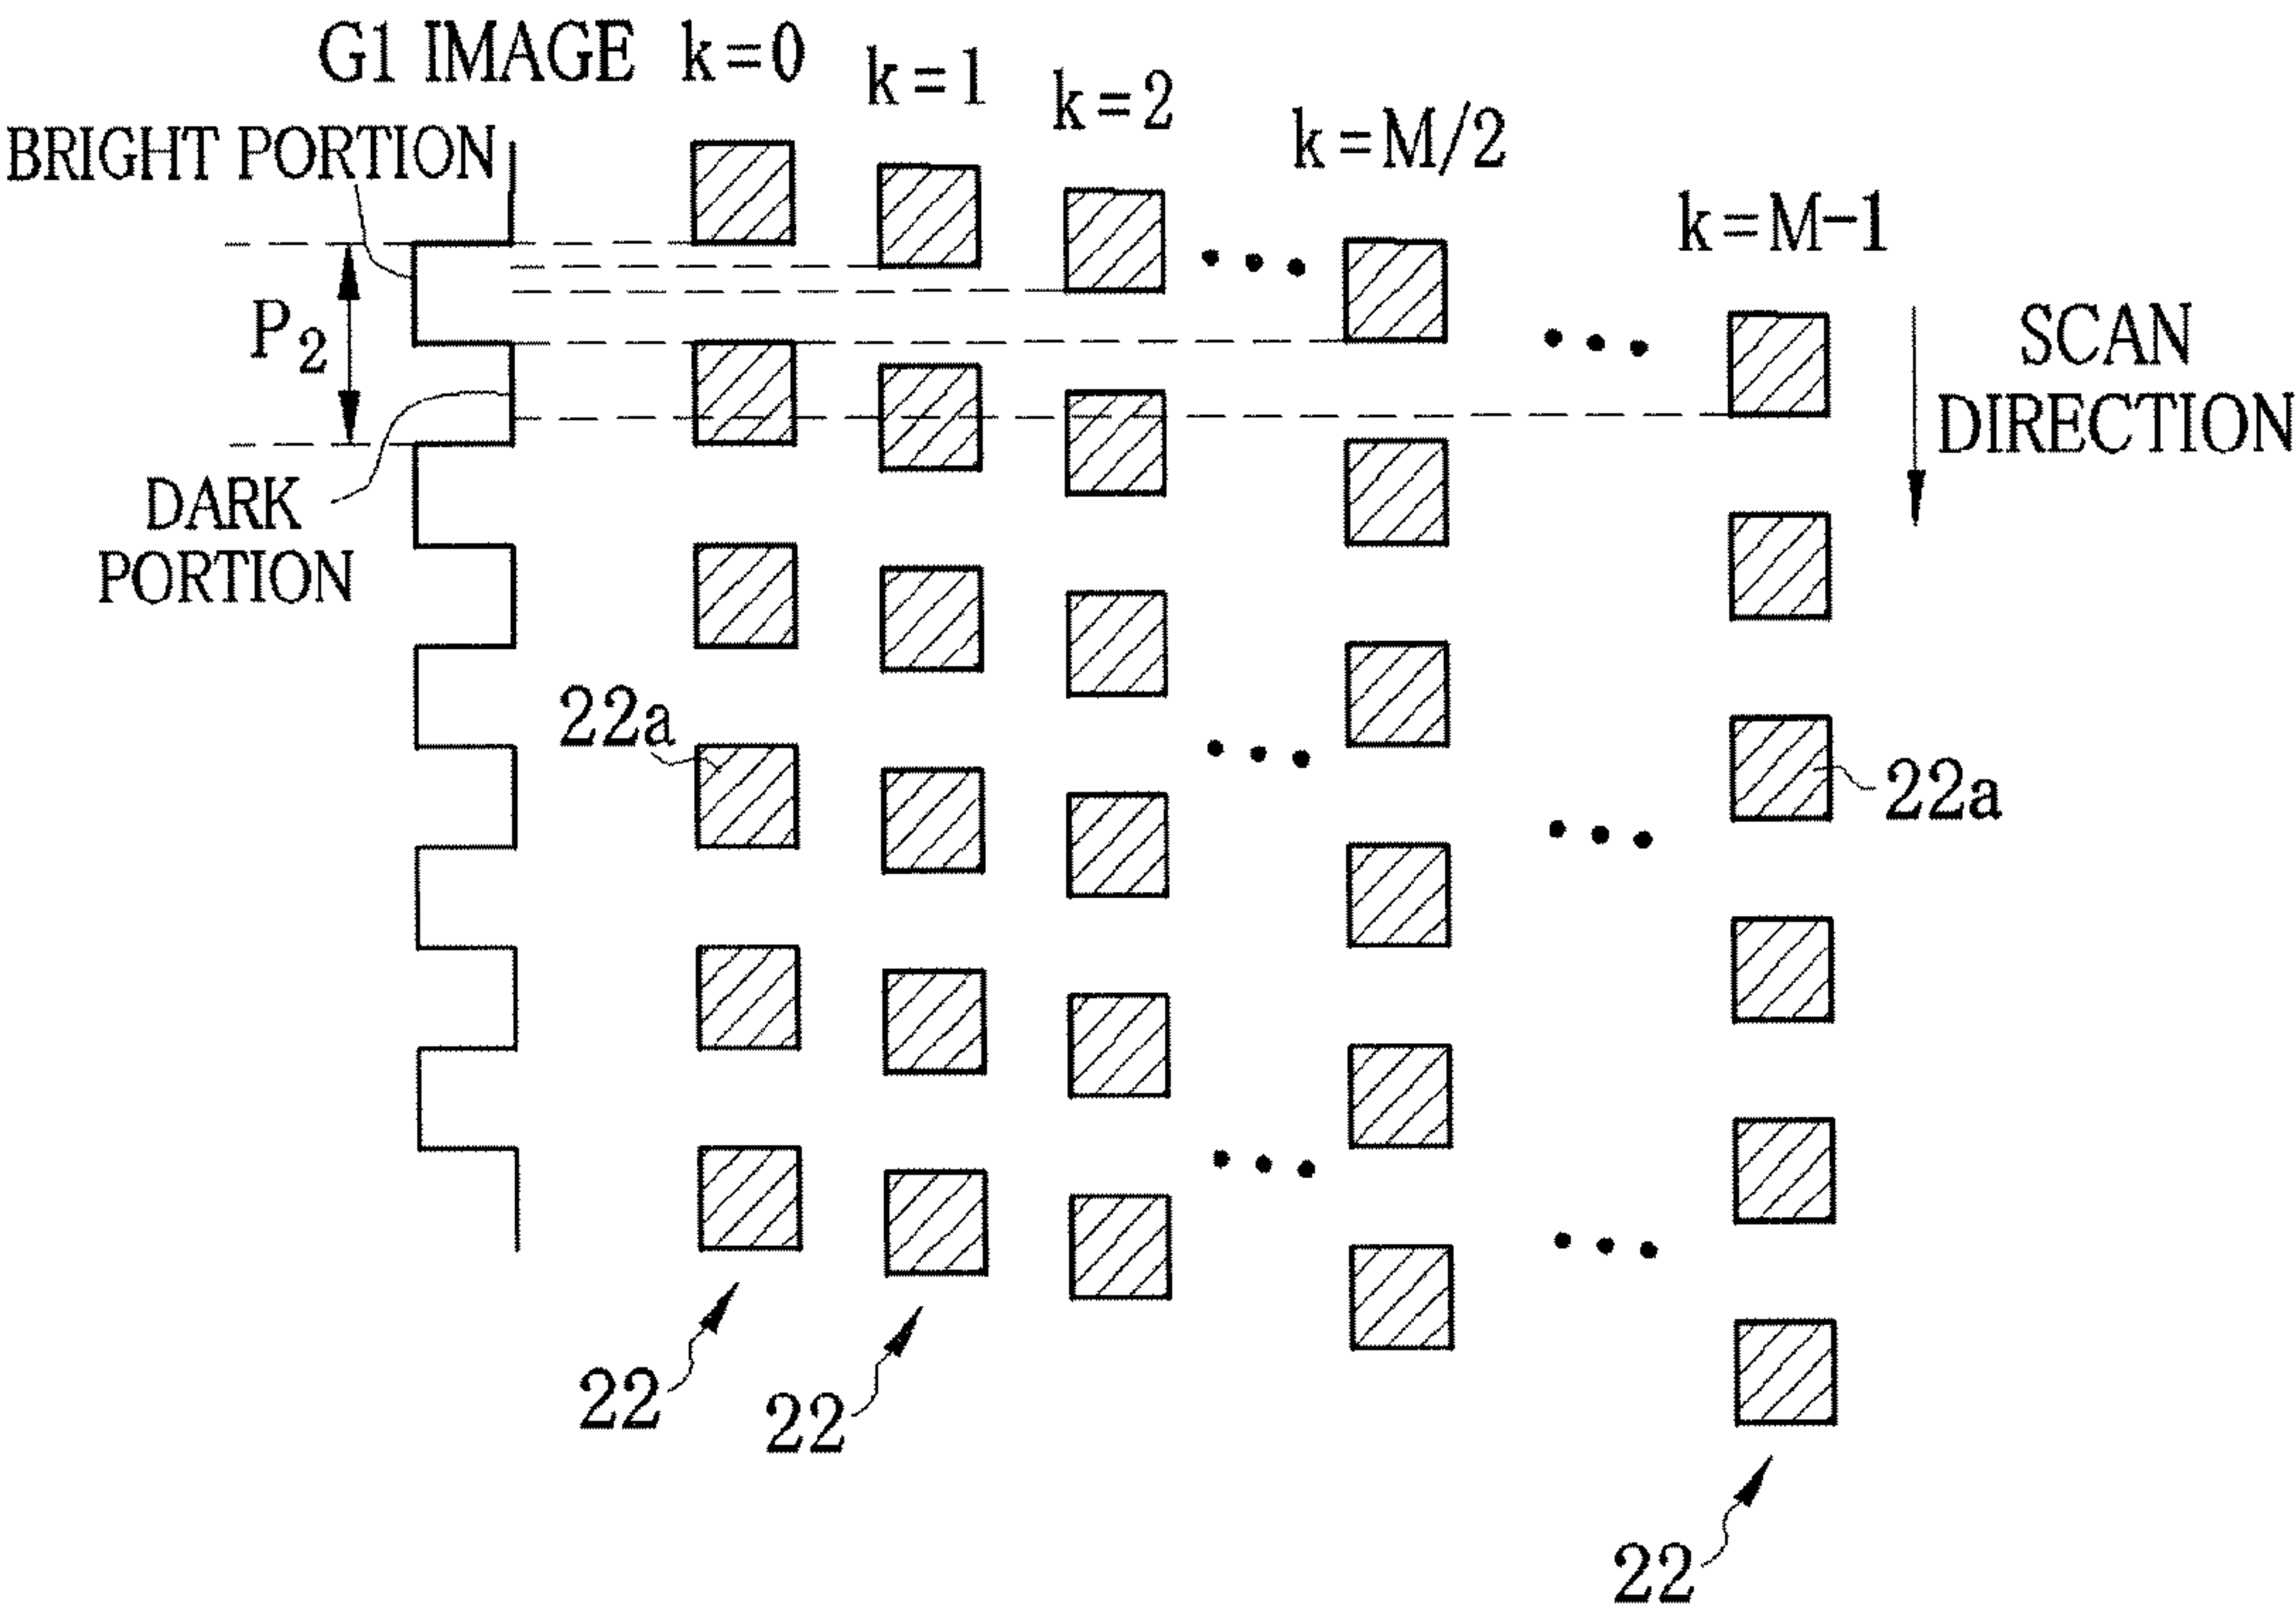 G1 IMAGE
k=0
k=1
k=2
k=M/2
k=M-1
BRIGHT PORTION
P2
DARK
PORTION
SCAN
DIRECTION
22a
22a
22
22
22